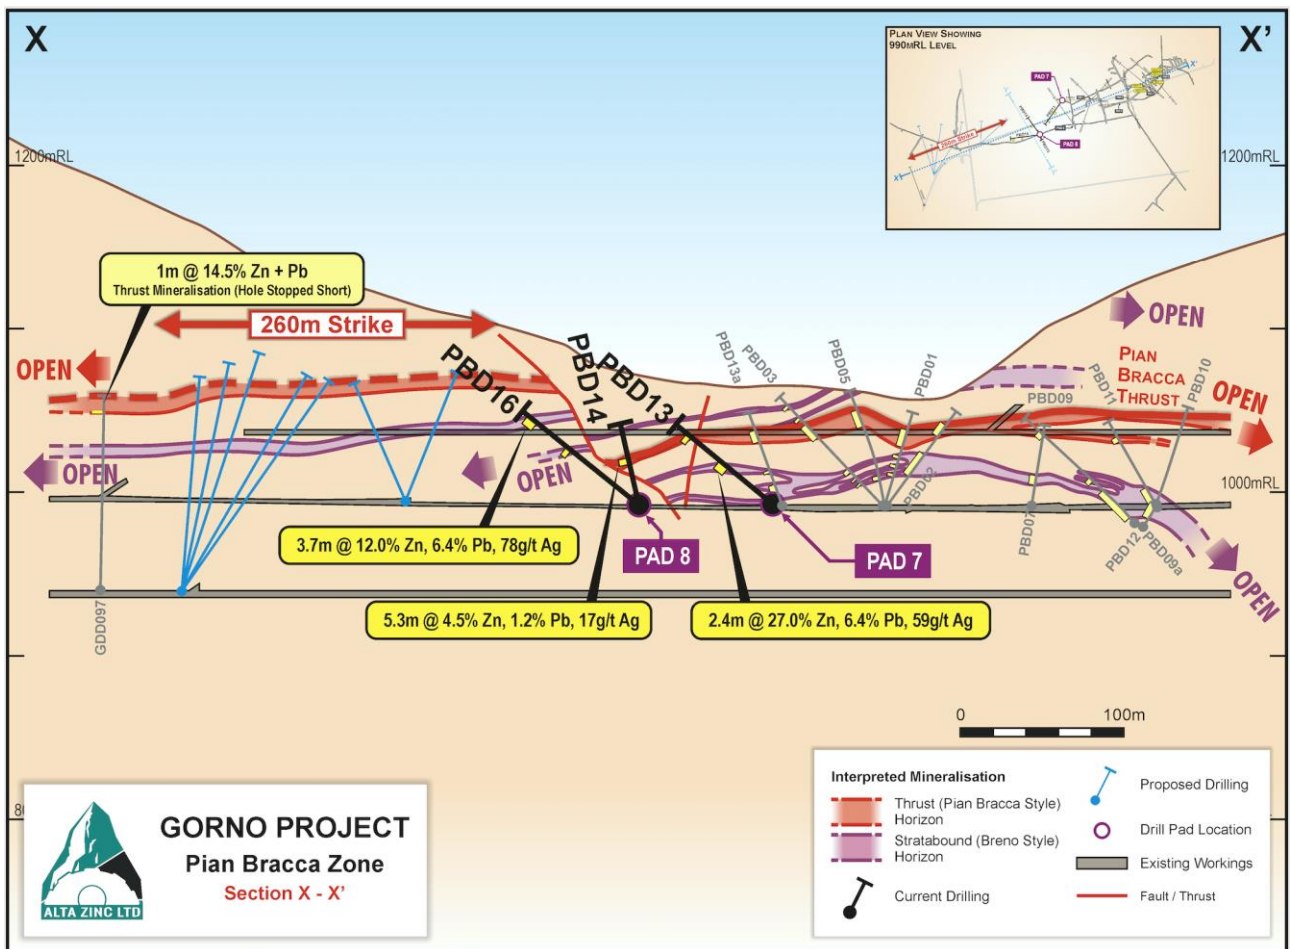 X
X'
PLAN VIEW SHOWING
990MRL LEVEL
PAD 7
PAD 8
260m Strike
X
X'
1200mRL
1200mRL
1m @ 14.5% Zn + Pb
Thrust Mineralisation (Hole Stopped Short)
260m Strike
OPEN
OPEN
OPEN
OPEN
OPEN
OPEN
PBD16
PBD14
PBD13
PBD13a
PBD03
PBD05
PBD01
PBD02
PBD09
PBD07
PBD11
PBD10
PBD12
PBD09a
PIAN
BRACCA
THRUST
1000mRL
3.7m @ 12.0% Zn, 6.4% Pb, 78g/t Ag
PAD 8
PAD 7
5.3m @ 4.5% Zn, 1.2% Pb, 17g/t Ag
2.4m @ 27.0% Zn, 6.4% Pb, 59g/t Ag
GDD097
0
100m
GORNO PROJECT
Pian Bracca Zone
Section X - X'
ALTA ZINC LTD
Interpreted Mineralisation
Thrust (Pian Bracca Style)
Horizon
Stratabound (Breno Style)
Horizon
Current Drilling
Proposed Drilling
Drill Pad Location
Existing Workings
Fault / Thrust